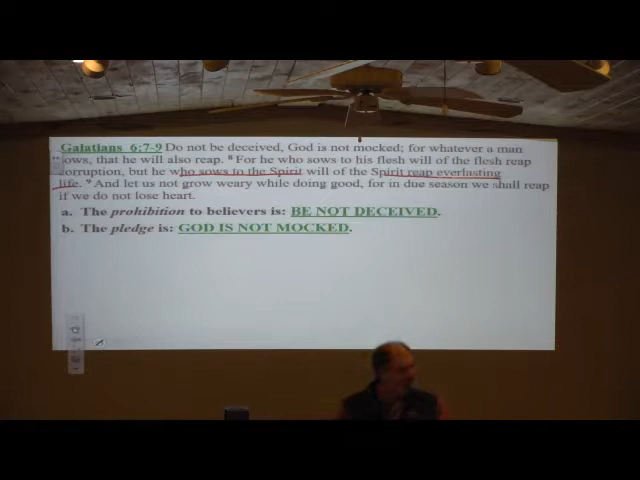 Galatians 6:7-9 Do not be deceived, God is not mocked; for whatever a man
sows, that he will also reap. 8 For he who sows to his flesh will of the flesh reap
corruption, but he who sows to the Spirit will of the Spirit reap everlasting
life. 9 And let us not grow weary while doing good, for in due season we shall reap
if we do not lose heart.
a. The prohibition to believers is: BE NOT DECEIVED.
b. The pledge is: GOD IS NOT MOCKED.